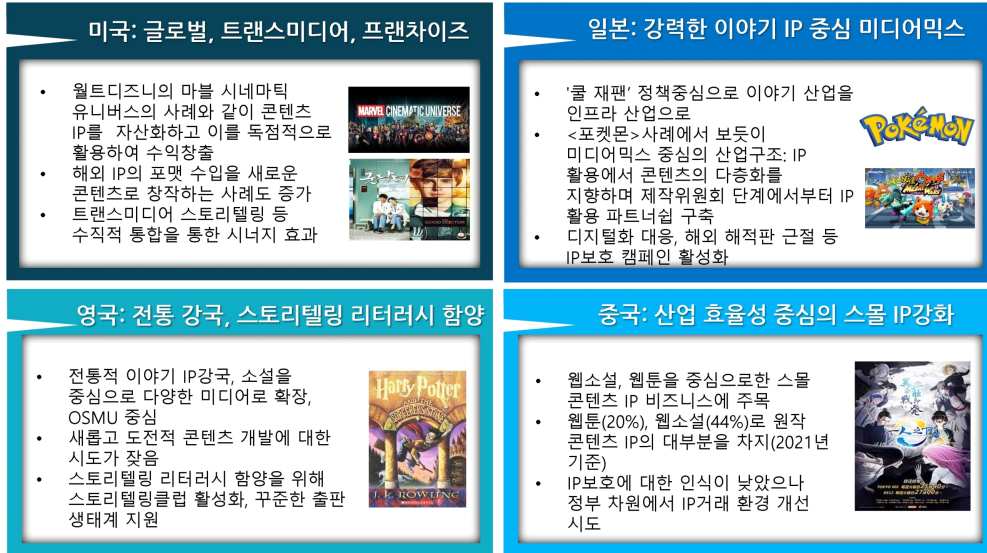 미국: 글로벌, 트랜스미디어, 프랜차이즈
• 월트디즈니의 마블 시네마틱
유니버스의 사례와 같이 콘텐츠
IP를 자산화하고 이를 독점적으로
활용하여 수익창출
• 해외 IP의 포맷 수입을 새로운
콘텐츠로 창작하는 사례도 증가
• 트랜스미디어 스토리텔링 등
수직적 통합을 통한 시너지 효과
MARVEL CINEMATIC UNIVERSE
굿닥터
GOOD DOCTOR
일본: 강력한 이야기 IP 중심 미디어믹스
• '쿨 재팬' 정책중심으로 이야기 산업을
인프라 산업으로
• <포켓몬>사례에서 보듯이
미디어믹스 중심의 산업구조: IP
활용에서 콘텐츠의 다층화를
지향하며 제작위원회 단계에서부터 IP
활용 파트너쉽 구축
• 디지털화 대응, 해외 해적판 근절 등
IP보호 캠페인 활성화
POKéMON
영국: 전통 강국, 스토리텔링 리터러시 함양
• 전통적 이야기 IP강국, 소설을
중심으로 다양한 미디어로 확장,
OSMU 중심
• 새롭고 도전적 콘텐츠 개발에 대한
시도가 잦음
• 스토리텔링 리터러시 함양을 위해
스토리텔링클럽 활성화, 꾸준한 출판
생태계 지원
Harry Potter
AND THE
SORCERER'S STONE
J. K. ROWLING
중국: 산업 효율성 중심의 스몰 IP강화
• 웹소설, 웹툰을 중심으로한 스몰
콘텐츠 IP 비즈니스에 주목
• 웹툰(20%), 웹소설(44%)로 원작
콘텐츠 IP의 대부분을 차지(2021년
기준)
• IP보호에 대한 인식이 낮았으나
정부 차원에서 IP거래 환경 개선
시도
一人之下